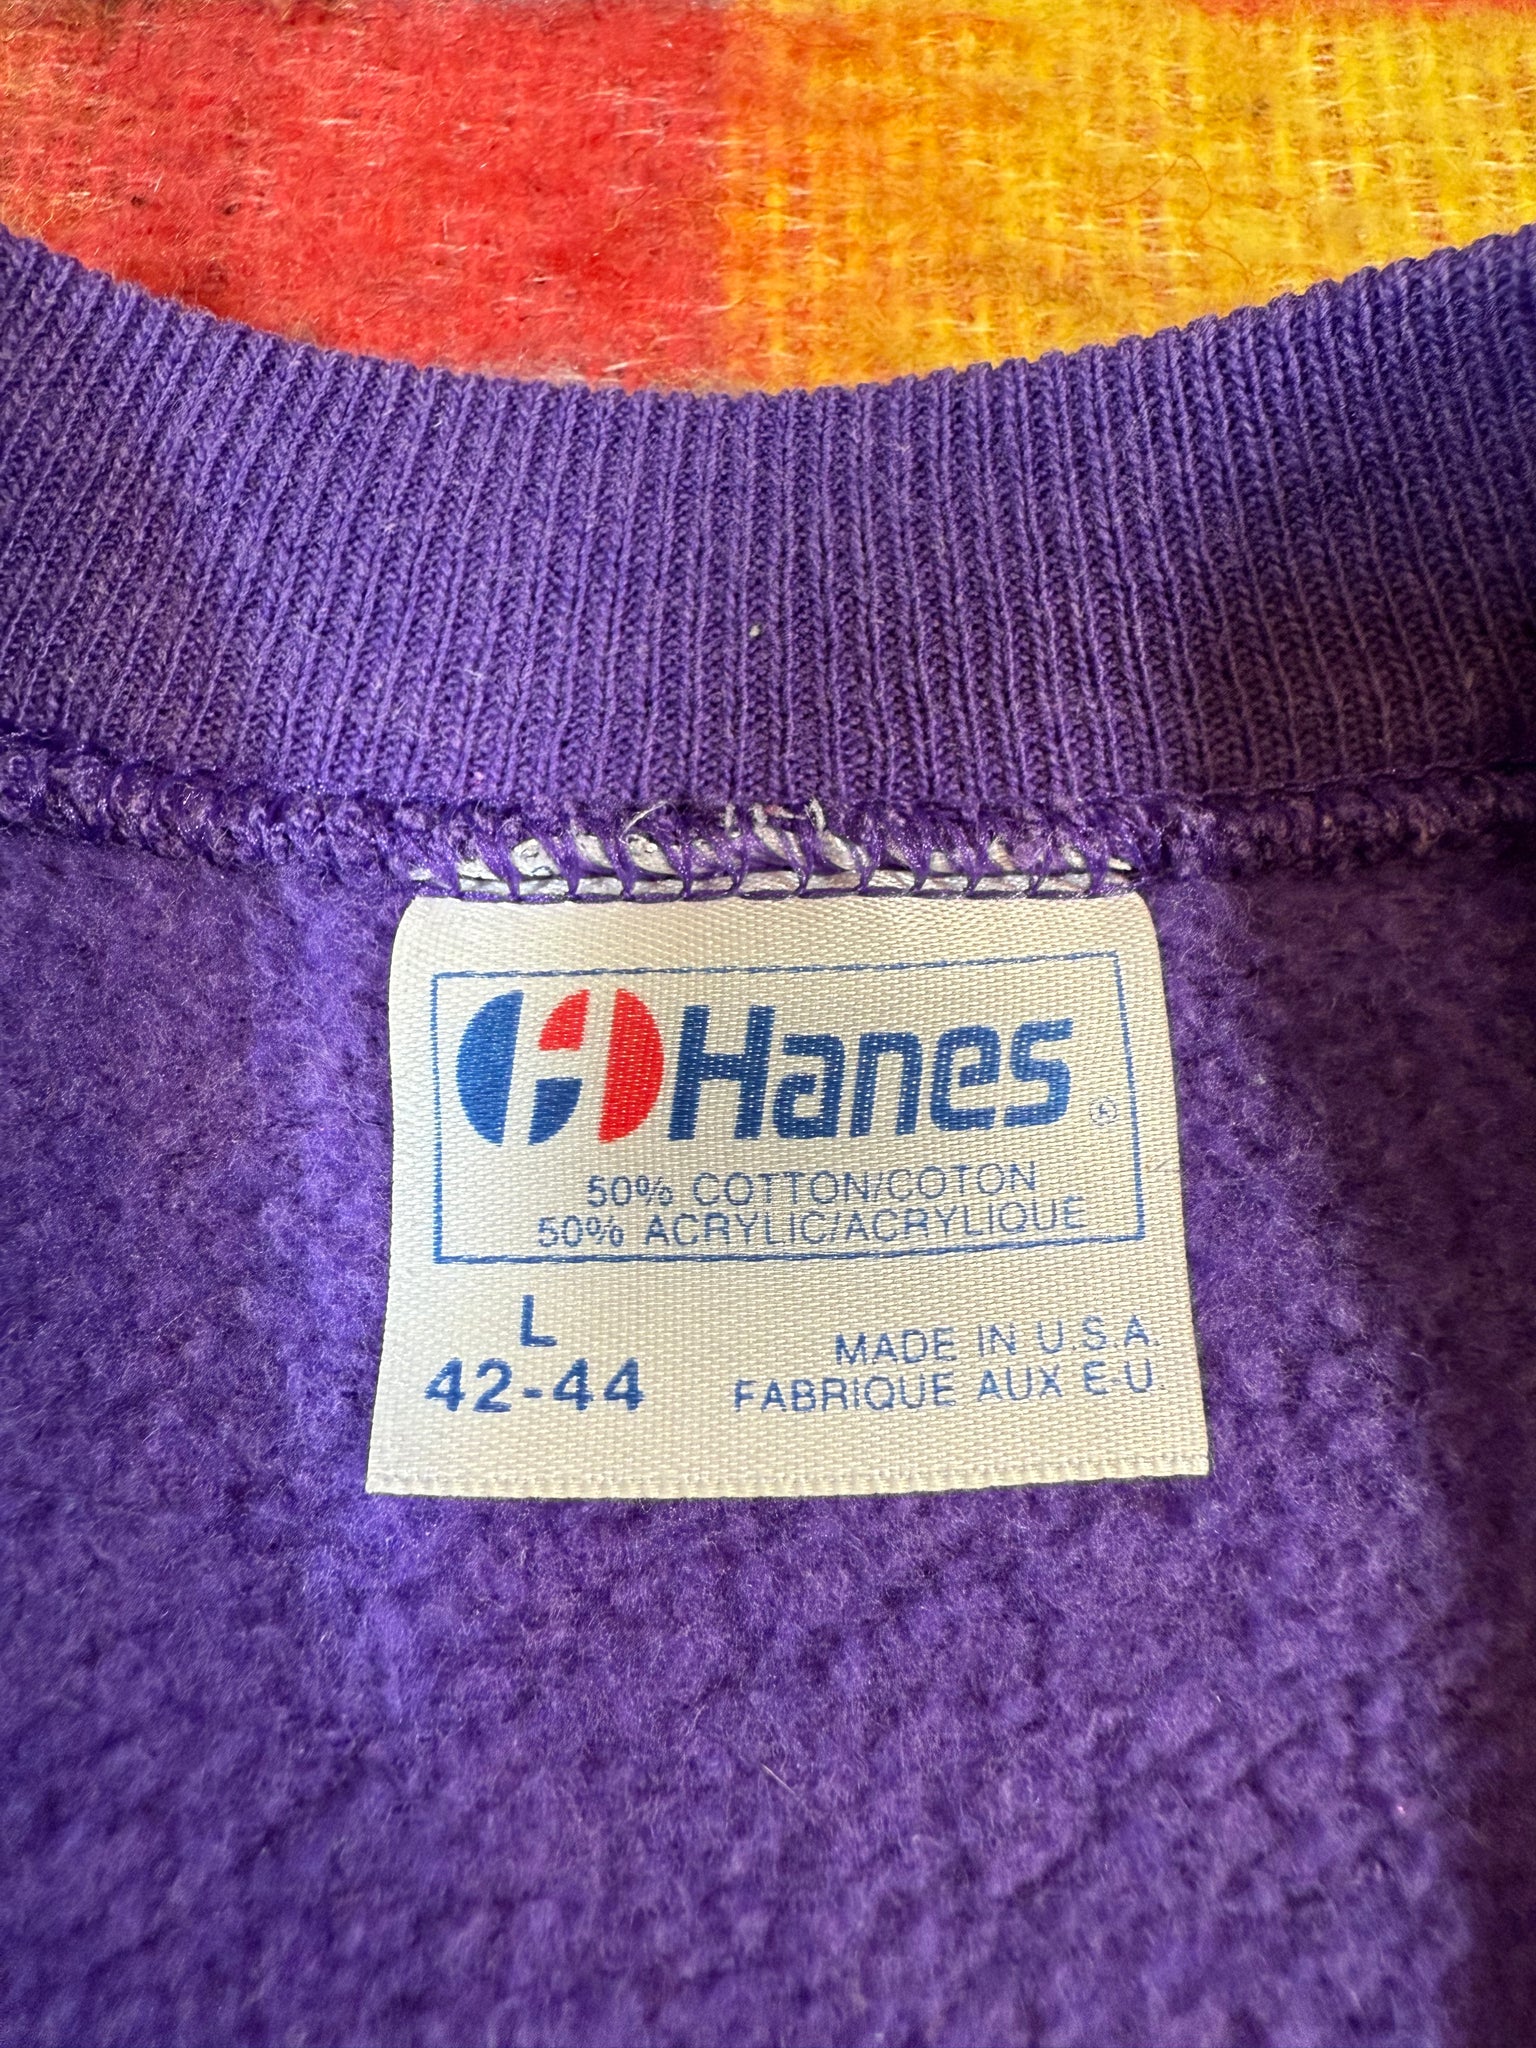 Hanes ®
50% COTTON/COTON
50% ACRYLIC/ACRYLIQUE
L
42-44
MADE IN U.S.A.
FABRIQUE AUX E-U